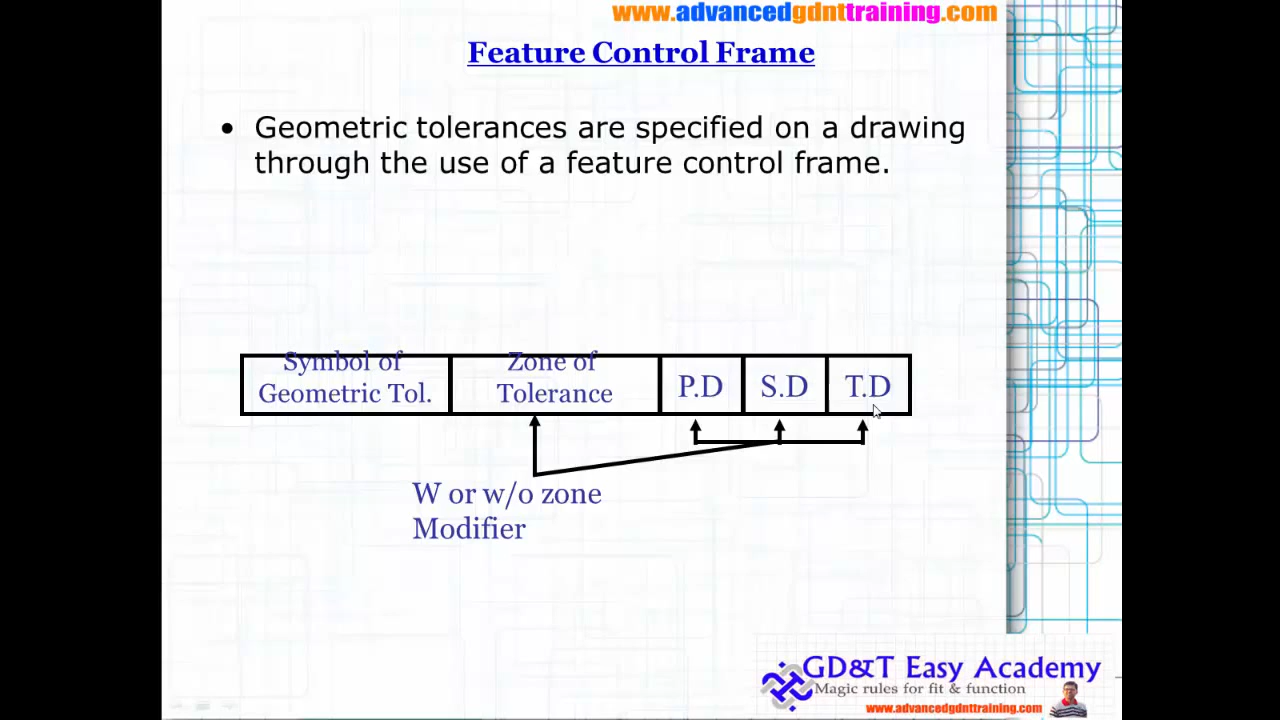 www.advancedgdnttraining.com
Feature Control Frame
• Geometric tolerances are specified on a drawing
through the use of a feature control frame.
Symbol of
Geometric Tol.
Zone of
Tolerance
P.D
S.D
T.D
W or w/o zone
Modifier
GD&T Easy Academy
Magic rules for fit & function
www.advancedgdnttraining.com